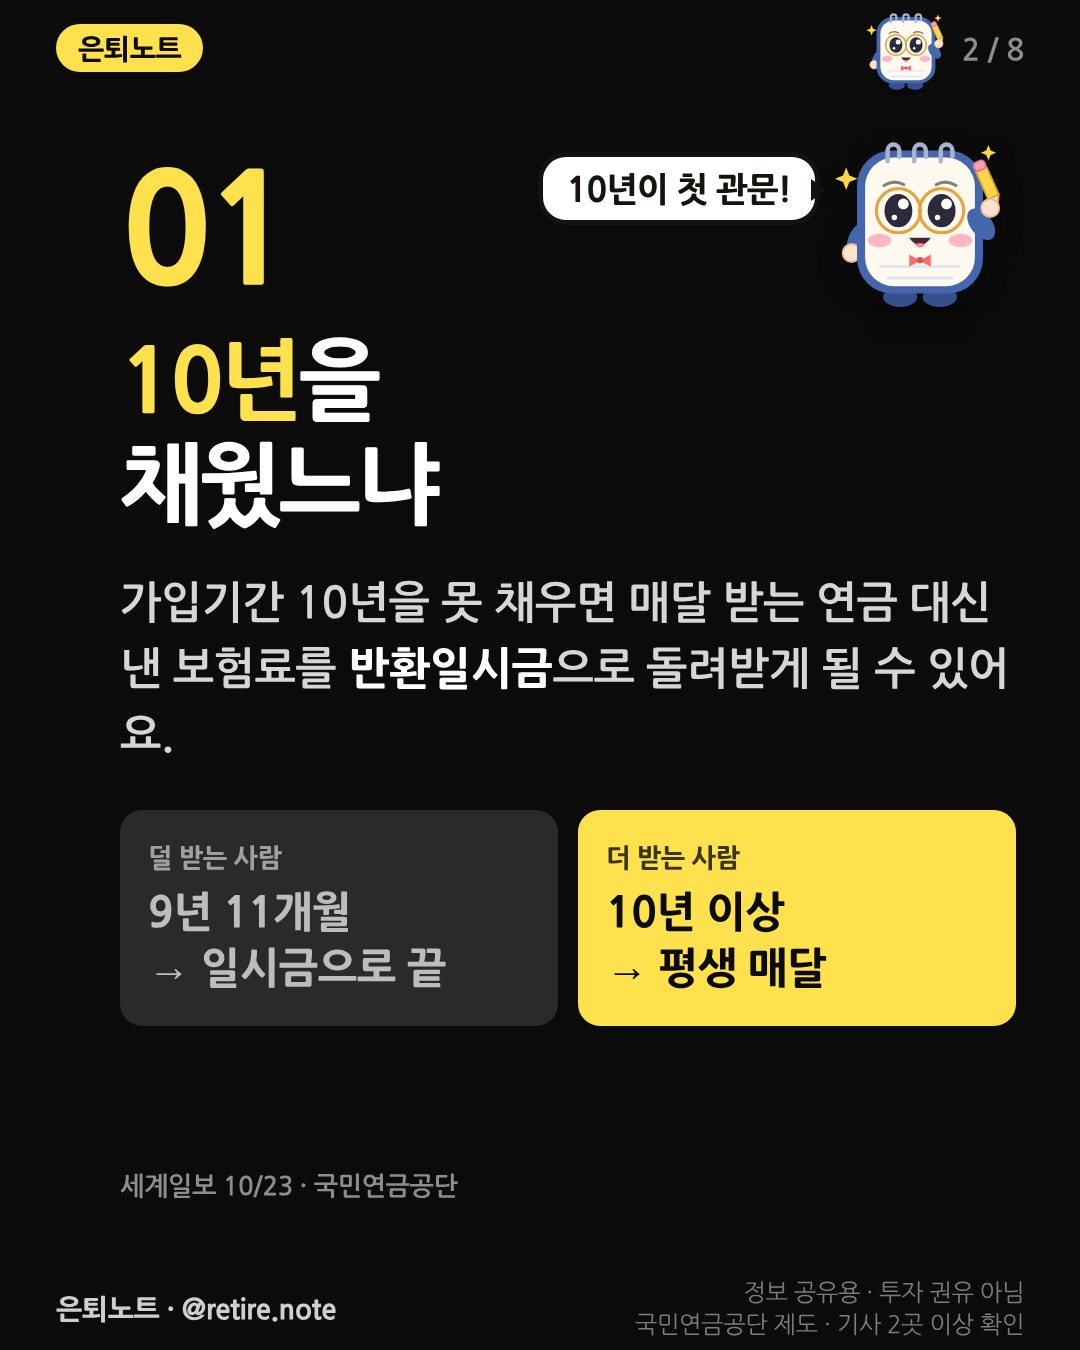 은퇴노트
2 / 8
01
10년이 첫 관문!
10년을
채웠느냐
가입기간 10년을 못 채우면 매달 받는 연금 대신
낸 보험료를 반환일시금으로 돌려받게 될 수 있어
요.
덜 받는 사람
9년 11개월
→ 일시금으로 끝
더 받는 사람
10년 이상
→ 평생 매달
세계일보 10/23 · 국민연금공단
은퇴노트 · @retire.note
정보 공유용 · 투자 권유 아님
국민연금공단 제도 · 기사 2곳 이상 확인